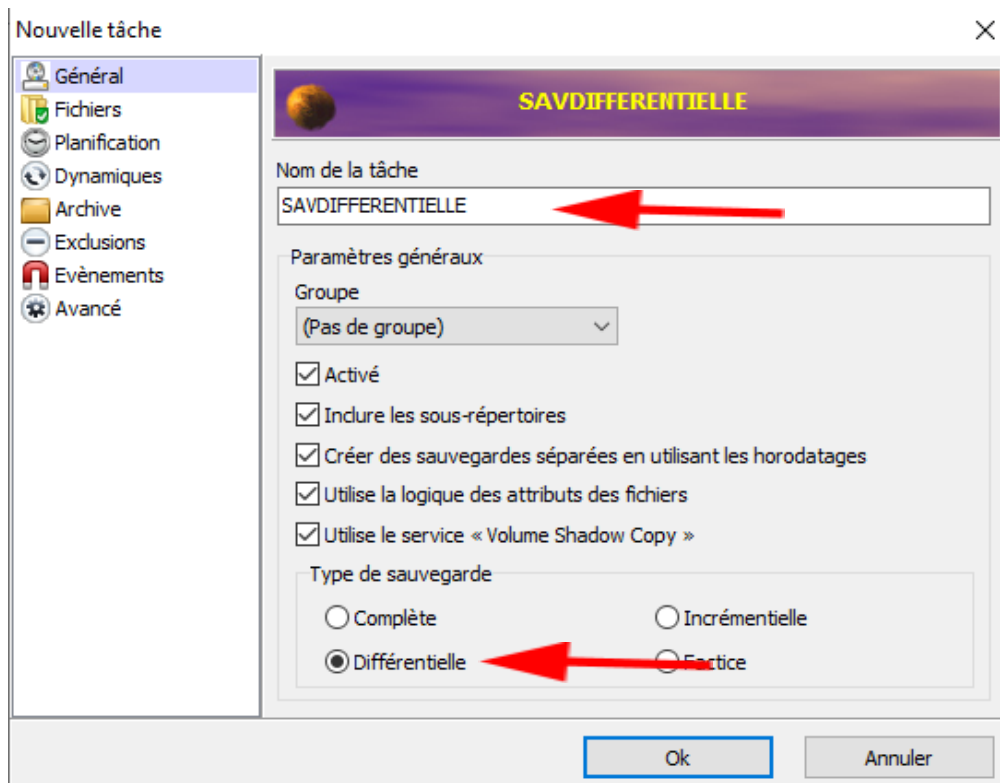 Nouvelle tâche
Général
Fichiers
Planification
Dynamiques
Archive
Exclusions
Evènements
Avancé
SAVDIFFERENTIELLE
Nom de la tâche
SAVDIFFERENTIELLE
Paramètres généraux
Groupe
(Pas de groupe)
Activé
Inclure les sous-répertoires
Créer des sauvegardes séparées en utilisant les horodatages
Utilise la logique des attributs des fichiers
Utilise le service « Volume Shadow Copy »
Type de sauvegarde
Complète
Incrémentielle
Différentielle
Factice
Ok
Annuler